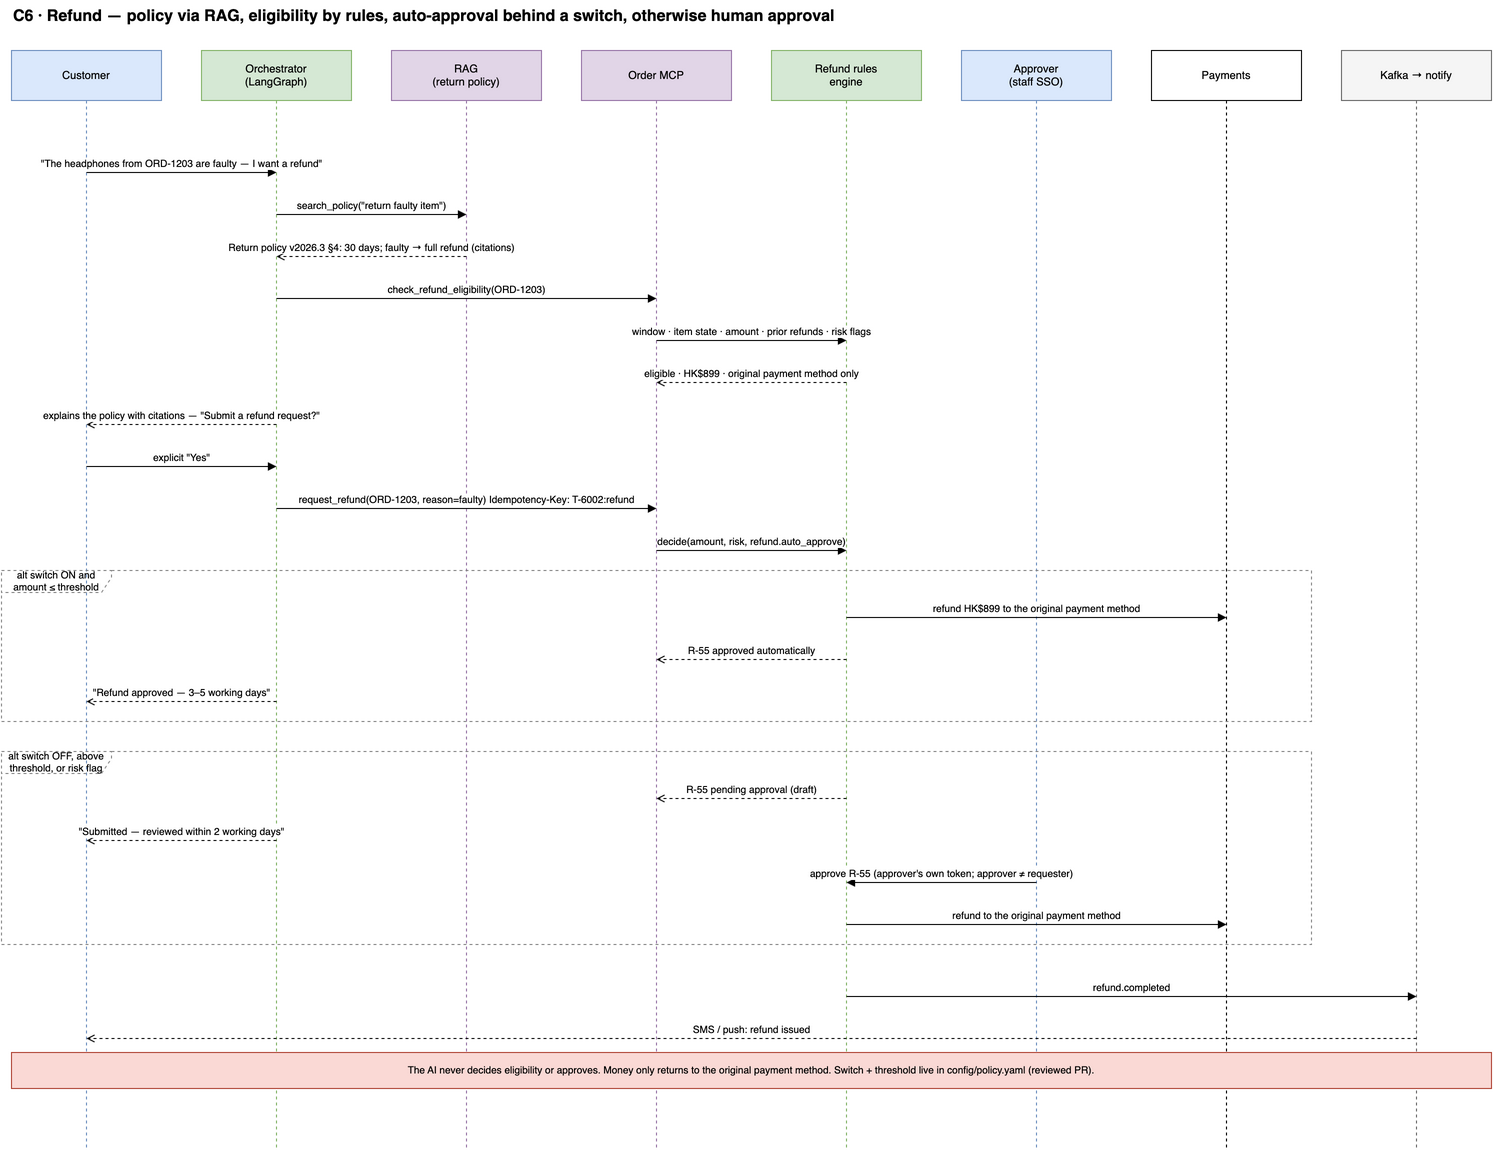 C6 · Refund — policy via RAG, eligibility by rules, auto-approval behind a switch, otherwise human approval
Customer
Orchestrator
(LangGraph)
RAG
(return policy)
Order MCP
Refund rules
engine
Approver
(staff SSO)
Payments
Kafka → notify
"The headphones from ORD-1203 are faulty — I want a refund"
search_policy("return faulty item")
Return policy v2026.3 §4: 30 days; faulty → full refund (citations)
check_refund_eligibility(ORD-1203)
window · item state · amount · prior refunds · risk flags
eligible · HK$899 · original payment method only
explains the policy with citations — "Submit a refund request?"
explicit "Yes"
request_refund(ORD-1203, reason=faulty) Idempotency-Key: T-6002:refund
decide(amount, risk, refund.auto_approve)
alt switch ON and
amount ≤ threshold
refund HK$899 to the original payment method
R-55 approved automatically
"Refund approved — 3–5 working days"
alt switch OFF, above
threshold, or risk flag
R-55 pending approval (draft)
"Submitted — reviewed within 2 working days"
approve R-55 (approver's own token; approver ≠ requester)
refund to the original payment method
refund.completed
SMS / push: refund issued
The AI never decides eligibility or approves. Money only returns to the original payment method. Switch + threshold live in config/policy.yaml (reviewed PR).